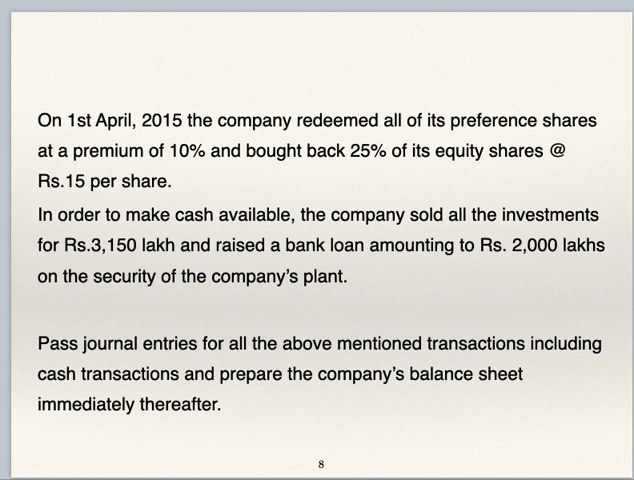 On 1st April, 2015 the company redeemed all of its preference shares
at a premium of 10% and bought back 25% of its equity shares @
Rs.15 per share.
In order to make cash available, the company sold all the investments
for Rs.3,150 lakh and raised a bank loan amounting to Rs. 2,000 lakhs
on the security of the company’s plant.
Pass journal entries for all the above mentioned transactions including
cash transactions and prepare the company’s balance sheet
immediately thereafter.
8